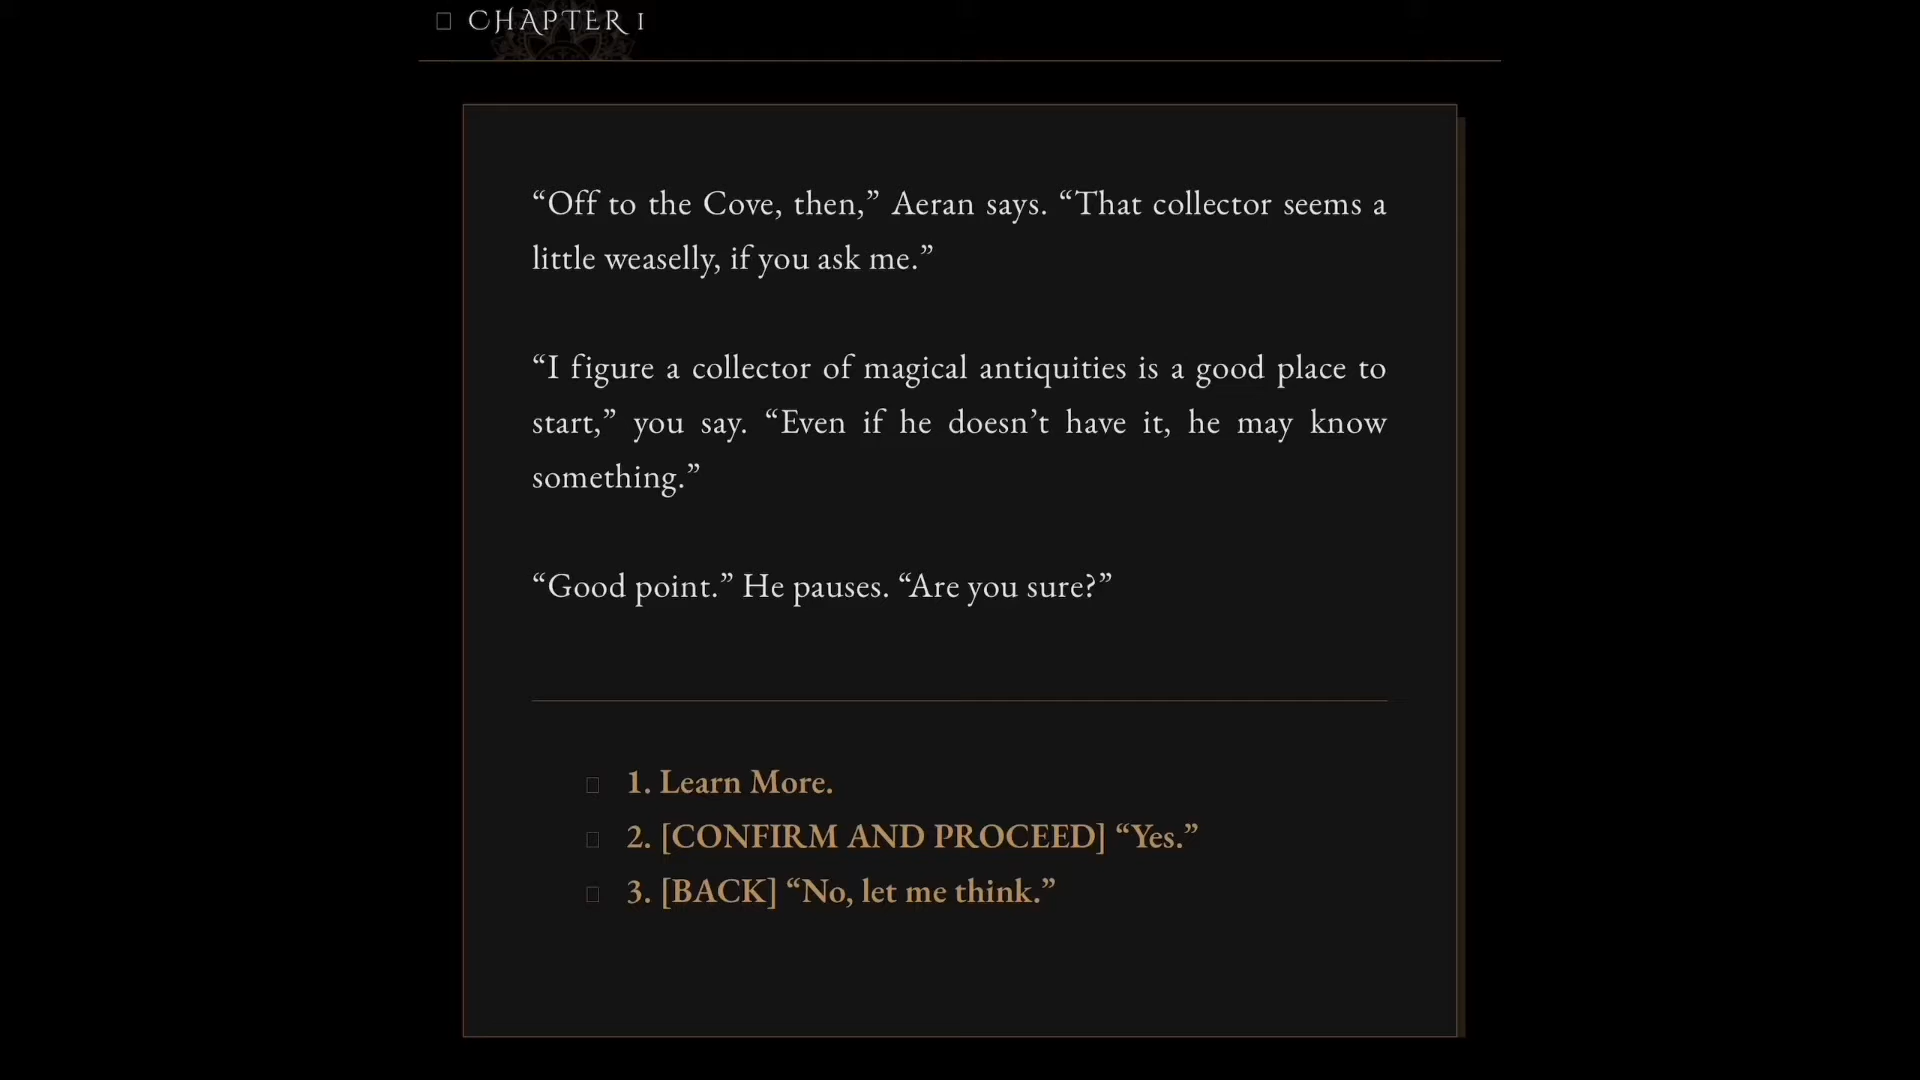 CHAPTER I
“Off to the Cove, then,” Aeran says. “That collector seems a
little weaselly, if you ask me.”
“I figure a collector of magical antiquities is a good place to
start,” you say. “Even if he doesn’t have it, he may know
something.”
“Good point.” He pauses. “Are you sure?”
1. Learn More.
2. [CONFIRM AND PROCEED] “Yes.”
3. [BACK] “No, let me think.”